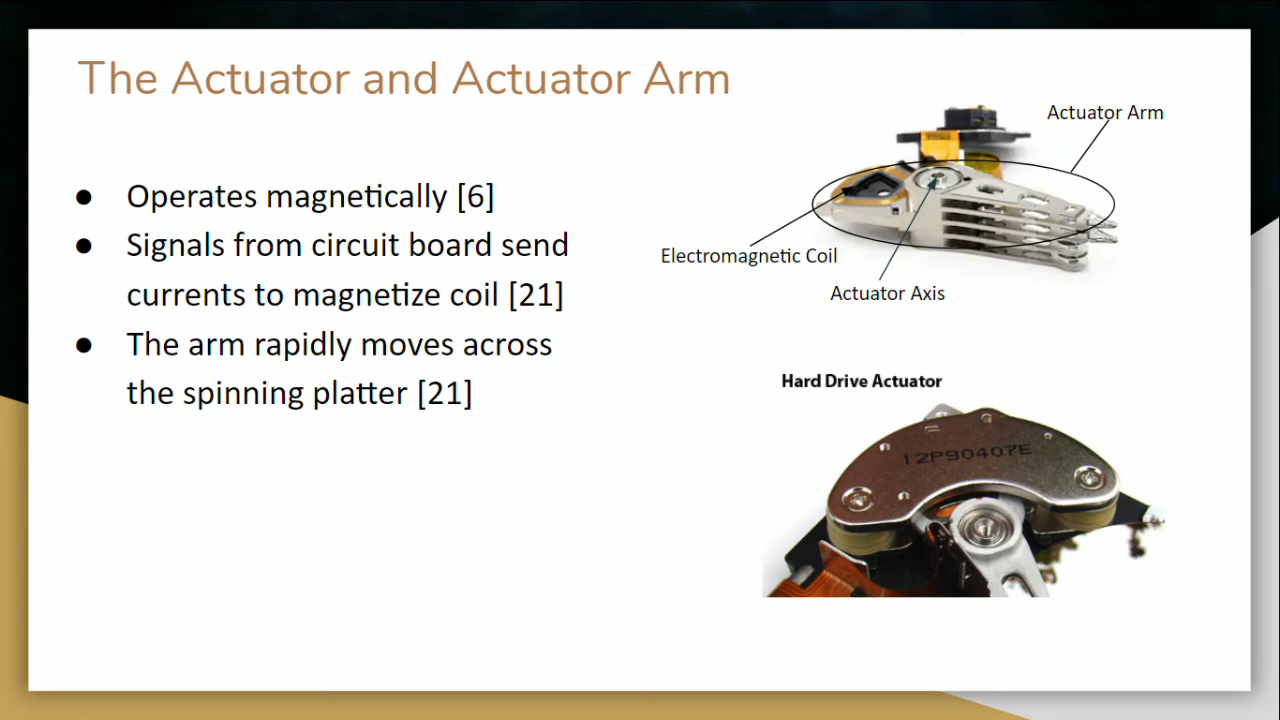 The Actuator and Actuator Arm
● Operates magnetically [6]
● Signals from circuit board send
currents to magnetize coil [21]
● The arm rapidly moves across
the spinning platter [21]
Actuator Arm
Electromagnetic Coil
Actuator Axis
Hard Drive Actuator
12P90407E